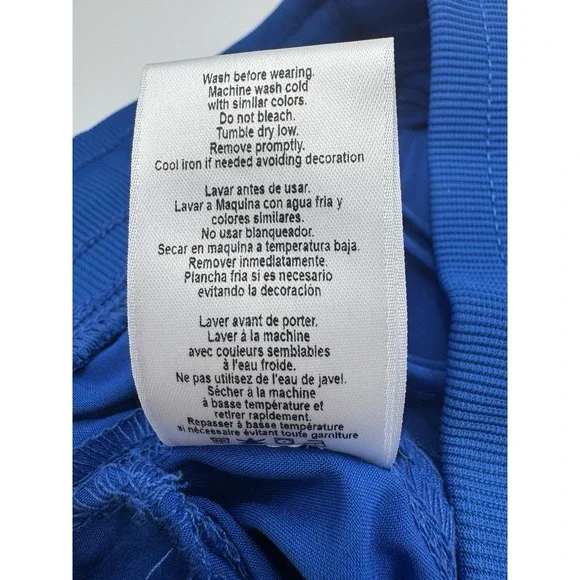 Wash before wearing.
Machine wash cold
with similar colors.
Do not bleach.
Tumble dry low.
Remove promptly.
Cool iron if needed avoiding decoration
Lavar antes de usar.
Lavar a Maquina con agua fria y
colores similares.
No usar blanqueador.
Secar en maquina a temperatura baja.
Remover inmediatamente.
Plancha fria si es necesario
evitando la decoración
Laver avant de porter.
Laver à la machine
avec couleurs semblables
à l'eau froide.
Ne pas utilisez de l'eau de javel.
Sécher à la machine
à basse température et
retirer rapidement.
Repasser à basse température
si nécessaire évitant toute garniture